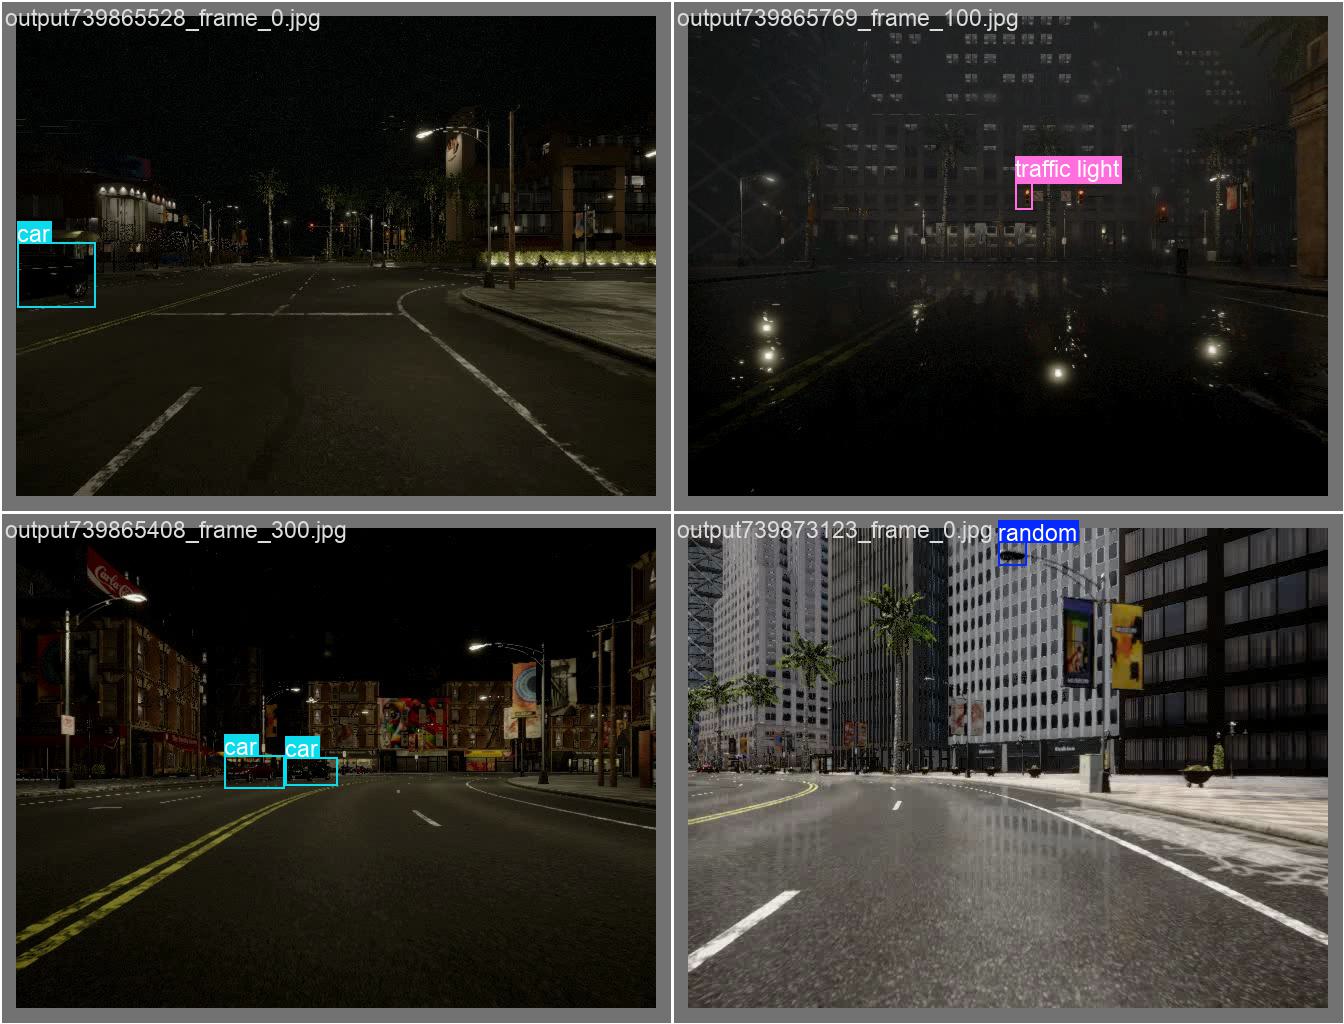 output739865528_frame_0.jpg
car
output739865769_frame_100.jpg
traffic light
output739865408_frame_300.jpg
car
car
output739873123_frame_0.jpg
random